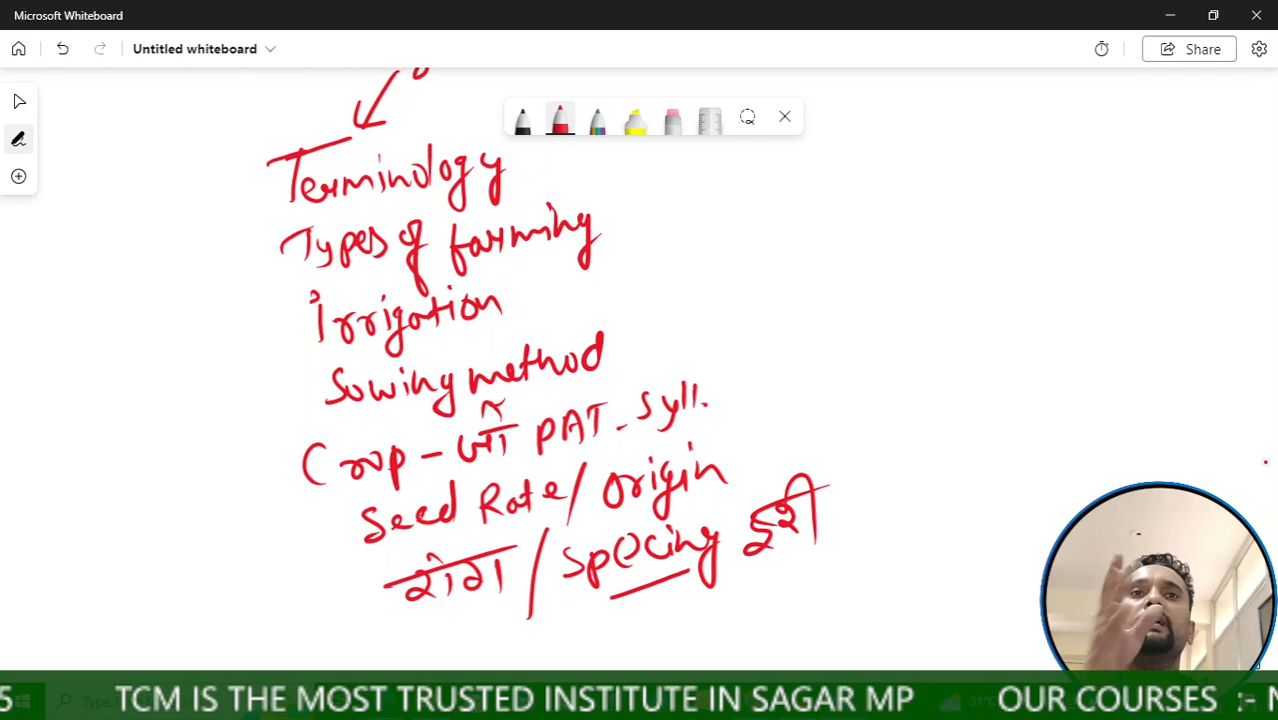 Microsoft Whiteboard
Untitled whiteboard
Share
Terminology
Types of farming
Irrigation
Sowing method
Crop - जो PAT - Syll.
Seed Rate / Origin
रोग / Spacing दूरी
5 TCM IS THE MOST TRUSTED INSTITUTE IN SAGAR MP OUR COURSES :- M